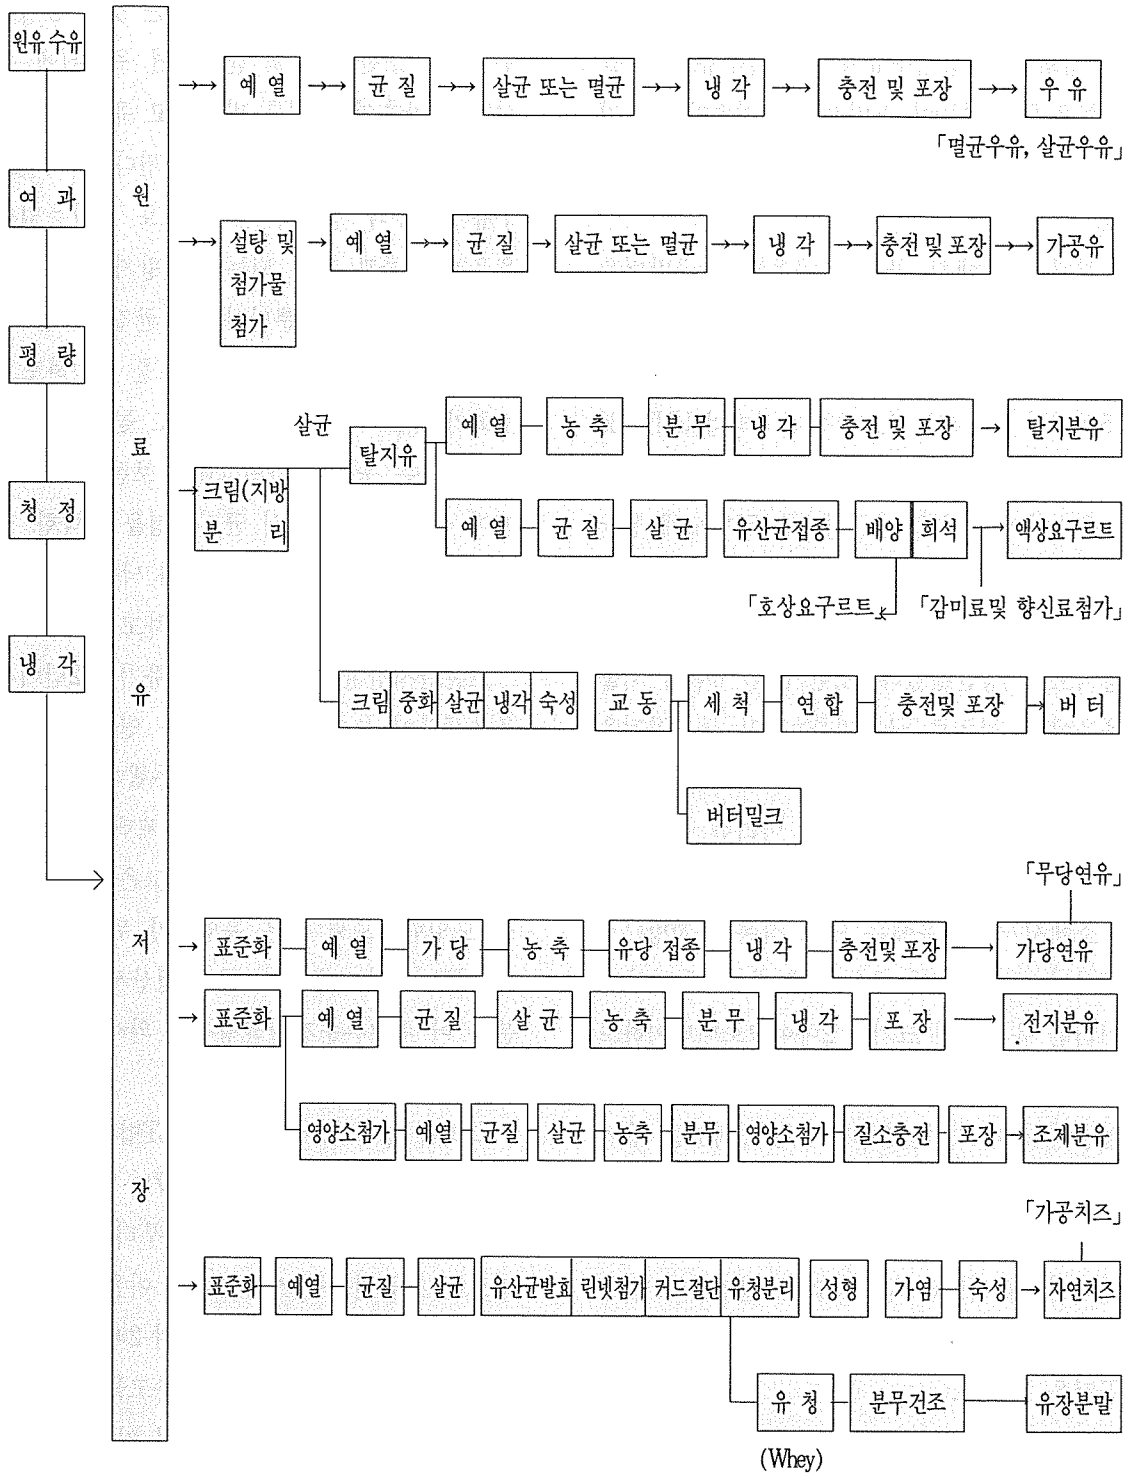 원유수유
여 과
평 량
청 정
냉 각
원 료 유 저 장
예 열 균 질 살균 또는 멸균 냉 각 충전 및 포장 우 유
「멸균우유, 살균우유」
설탕 및
첨가물
첨가
예 열 균 질 살균 또는 멸균 냉 각 충전및 포장 가공유
크림(지방
분 리
살균
탈지유
예 열 농 축 분 무 냉 각 충전 및 포장 탈지분유
예 열 균 질 살 균 유산균접종 배양 희석 액상요구르트
「호상요구르트」 「감미료및 향신료첨가」
크림 중화 살균 냉각 숙성 교 동 세 척 연 합 충전및 포장 버 터
버터밀크
「무당연유」
표준화 예 열 가 당 농 축 유당 접종 냉 각 충전및 포장 가당연유
표준화 예 열 균 질 살 균 농 축 분 무 냉 각 포 장 전지분유
영양소첨가 예열 균질 살균 농축 분무 영양소첨가 질소충전 포장 조제분유
「가공치즈」
표준화 예열 균질 살균 유산균발효 린넷첨가 커드절단 유청분리 성형 가염 숙성 자연치즈
유 청 분무건조 유장분말
(Whey)